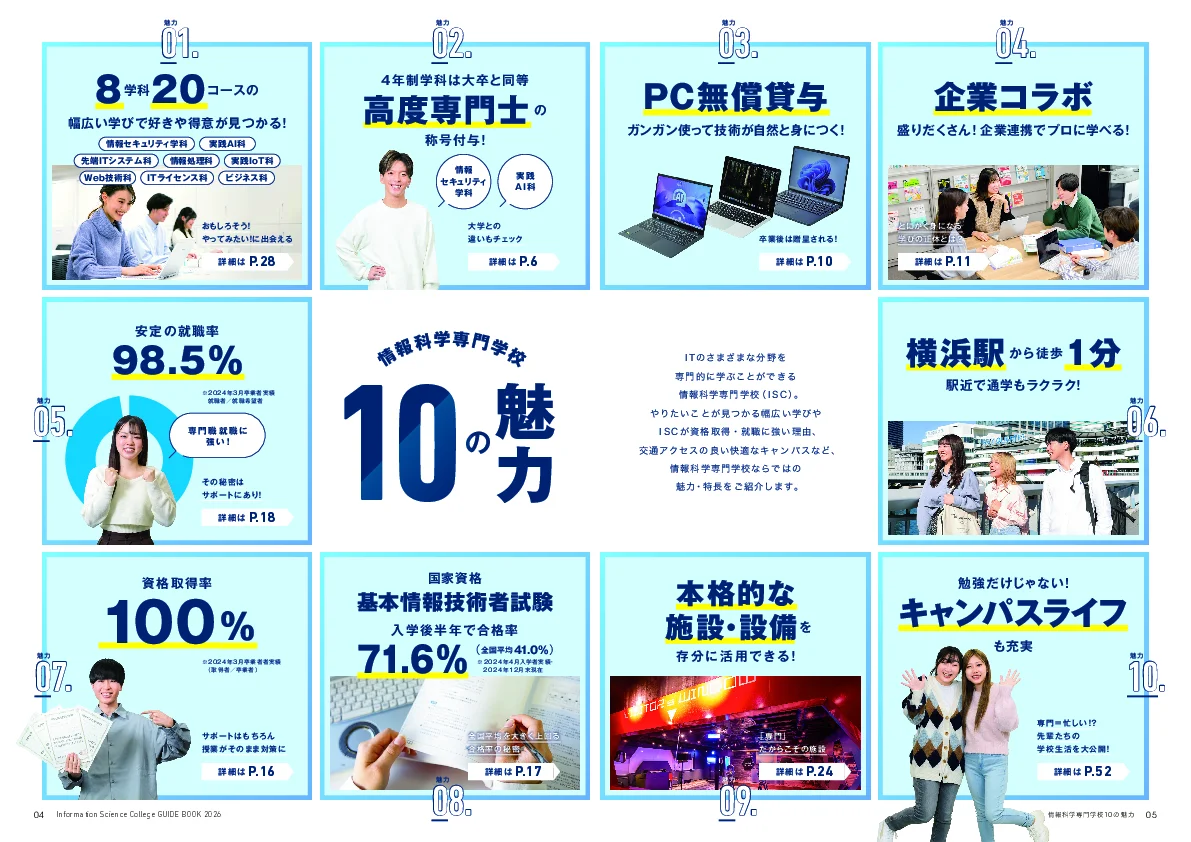 魅力
01.
8学科20コースの
幅広い学びで好きや得意が見つかる！
情報セキュリティ学科
実践AI科
先端ITシステム科
情報処理科
実践IoT科
Web技術科
ITライセンス科
ビジネス科
おもしろそう！
やってみたい！に出会える
詳細は P.28
魅力
02.
4年制学科は大卒と同等
高度専門士の
称号付与！
情報
セキュリティ
学科
実践
AI科
大学との
違いもチェック
詳細は P.6
魅力
03.
PC無償貸与
ガンガン使って技術が自然と身につく！
卒業後は贈呈される！
詳細は P.10
魅力
04.
企業コラボ
盛りだくさん！企業連携でプロに学べる！
とにかく身になる
学びの正体とは？
詳細は P.11
魅力
05.
安定の就職率
98.5%
※2024年3月卒業者実績
就職者／就職希望者
専門職就職に
強い！
その秘密は
サポートにあり！
詳細は P.18
情報科学専門学校
10の魅力
ITのさまざまな分野を
専門的に学ぶことができる
情報科学専門学校（ISC）。
やりたいことが見つかる幅広い学びや
ISCが資格取得・就職に強い理由、
交通アクセスの良い快適なキャンパスなど、
情報科学専門学校ならではの
魅力・特長をご紹介します。
魅力
06.
横浜駅から徒歩1分
駅近で通学もラクラク！
魅力
07.
資格取得率
100%
※2024年3月卒業者実績
（取得者／卒業者）
サポートはもちろん
授業がそのまま対策に
詳細は P.16
国家資格
基本情報技術者試験
入学後半年で合格率
71.6%
（全国平均41.0%）
※2024年4月入学者実績・
2024年12月末現在
全国平均を大きく上回る
合格率の秘密
詳細は P.17
魅力
08.
本格的な
施設・設備を
存分に活用できる！
「専門」
だからこその施設
詳細は P.24
魅力
09.
勉強だけじゃない！
キャンパスライフ
も充実
魅力
10.
専門＝忙しい！？
先輩たちの
学校生活を大公開！
詳細は P.52
04 Information Science College GUIDE BOOK 2026
情報科学専門学校10の魅力 05